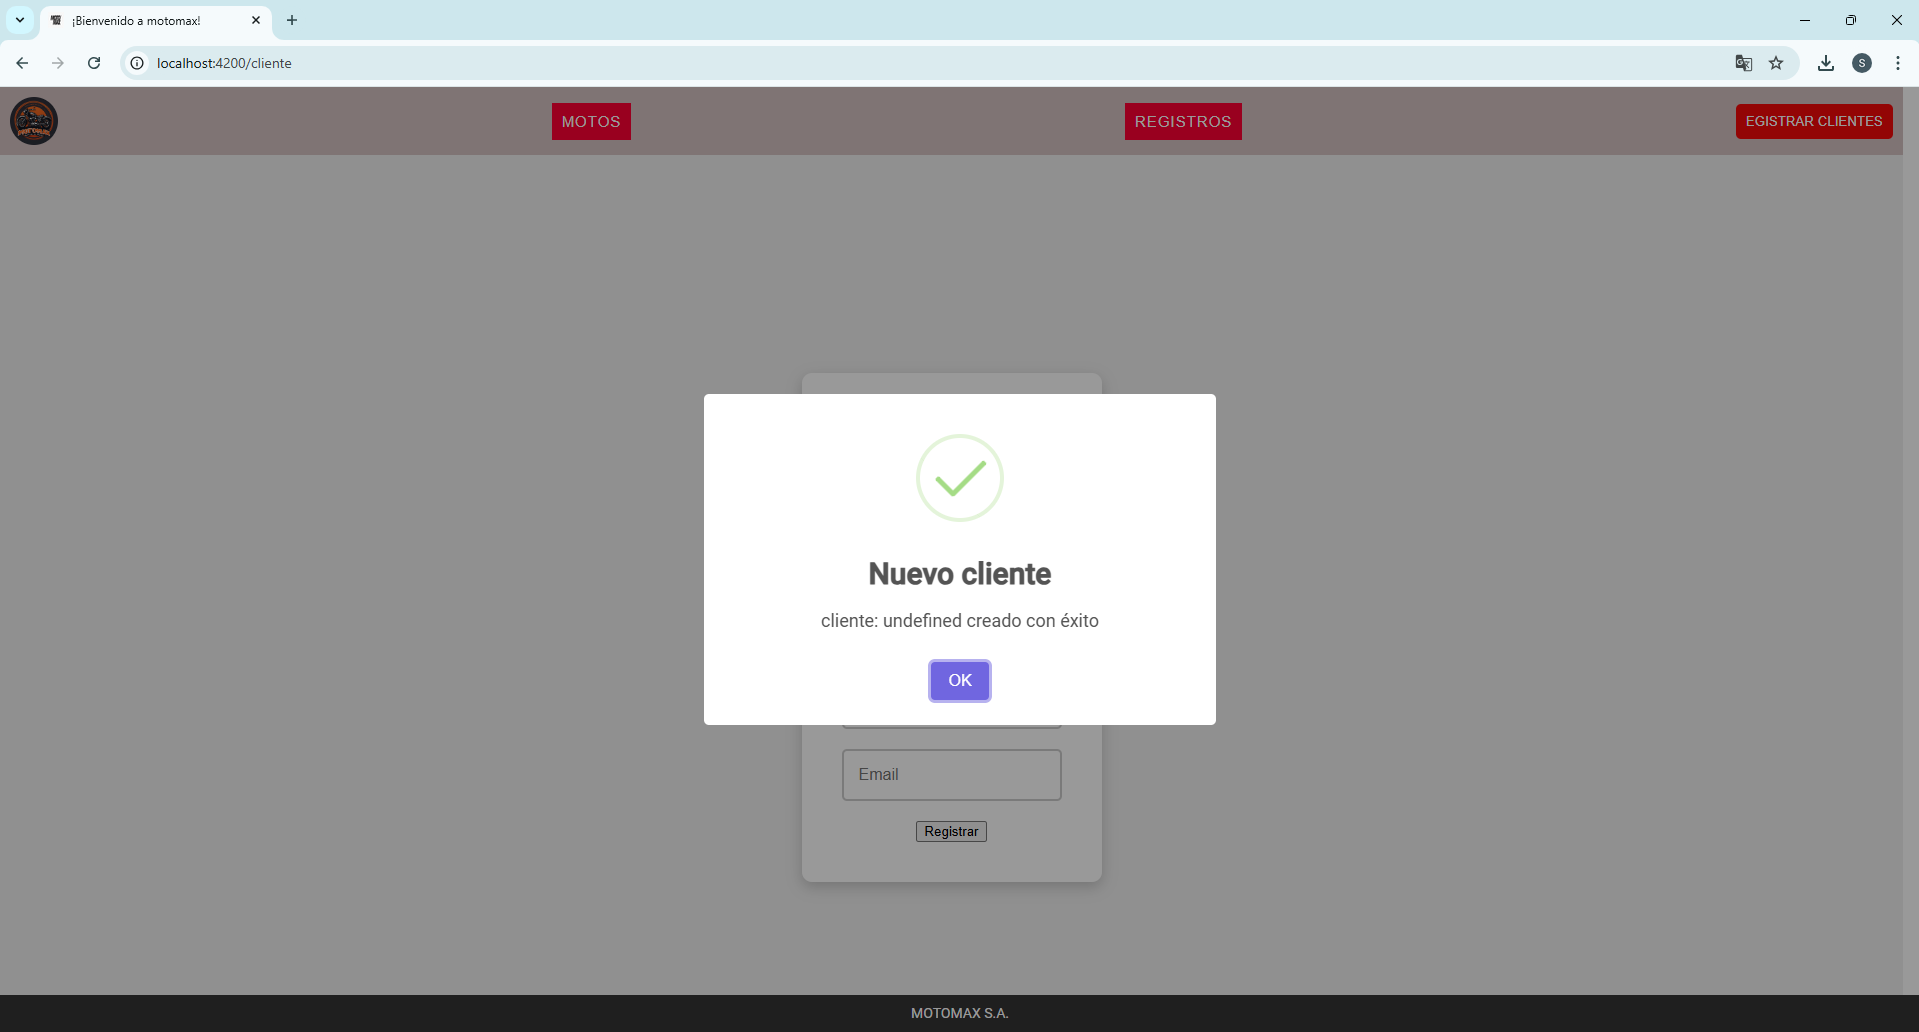 ¡Bienvenido a motomax!
localhost:4200/cliente
S
MOTOS
REGISTROS
EGISTRAR CLIENTES
Nuevo cliente
cliente: undefined creado con éxito
OK
Email
Registrar
MOTOMAX S.A.